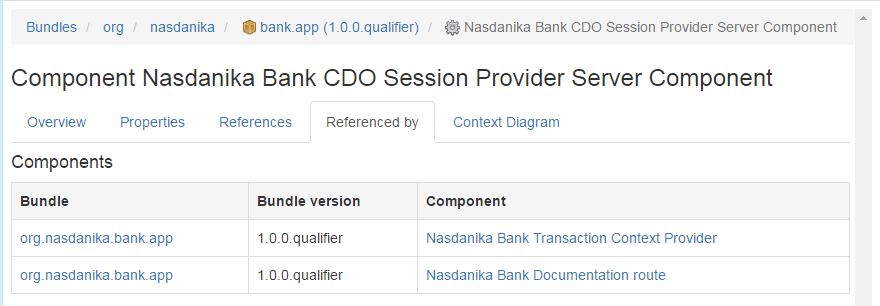 Bundles / org / nasdanika / bank.app (1.0.0.qualifier) / Nasdanika Bank CDO Session Provider Server Component
Component Nasdanika Bank CDO Session Provider Server Component
Overview Properties References Referenced by Context Diagram
Components
Bundle Bundle version Component
org.nasdanika.bank.app 1.0.0.qualifier Nasdanika Bank Transaction Context Provider
org.nasdanika.bank.app 1.0.0.qualifier Nasdanika Bank Documentation route